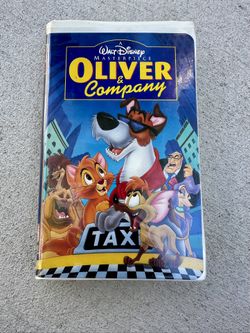 A
WALT DISNEY
MASTERPIECE
OLIVER
&
Company
TAXI